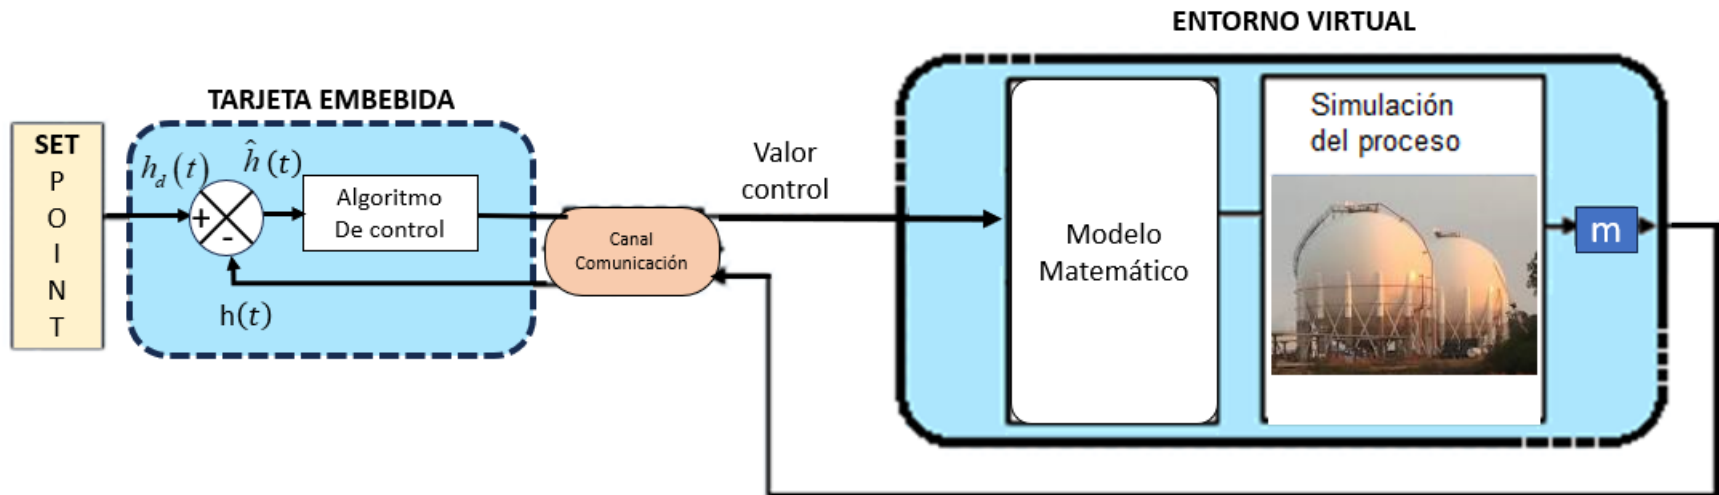 ENTORNO VIRTUAL
TARJETA EMBEBIDA
SET
P
O
I
N
T
h_d(t)
ĥ(t)
+
-
Algoritmo
De control
h(t)
Canal
Comunicación
Valor
control
Modelo
Matemático
Simulación
del proceso
m